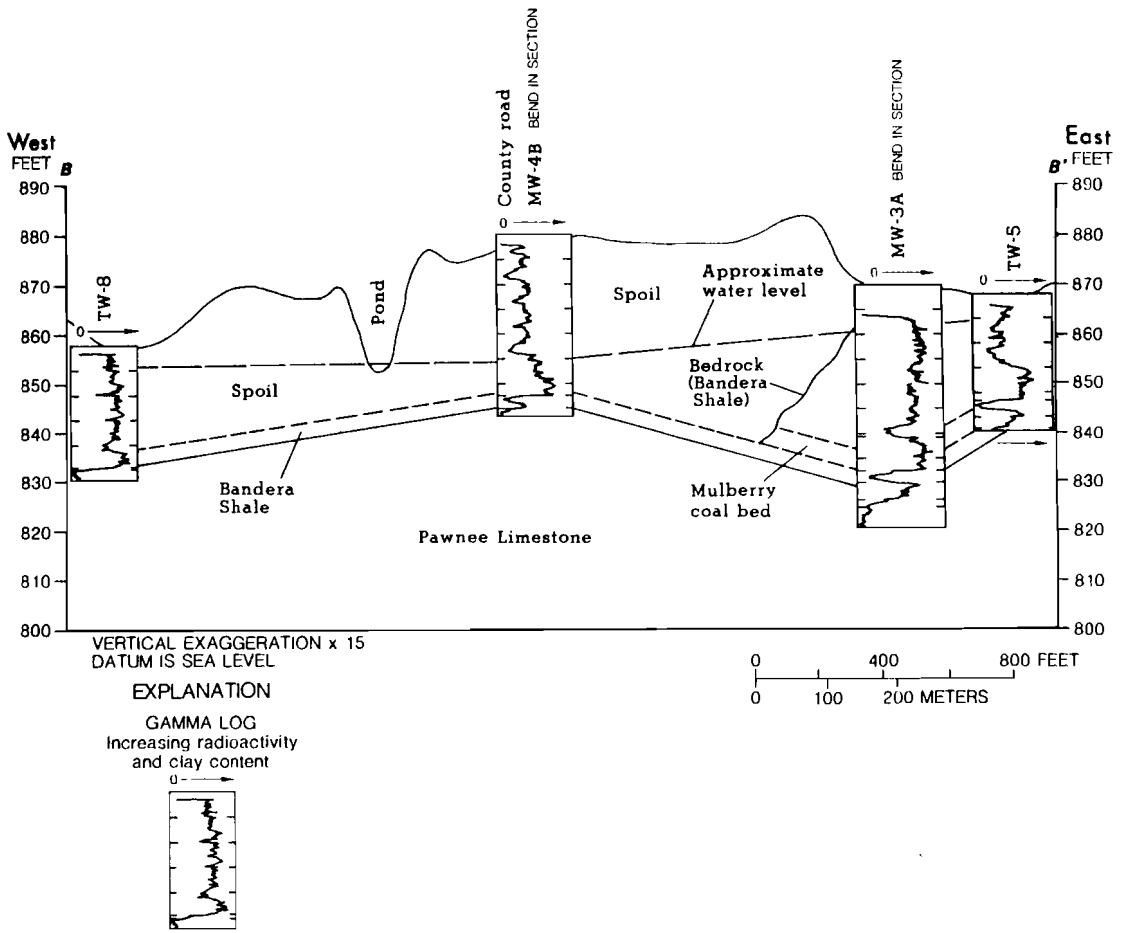 West
FEET B
East
B' FEET
890
880
870
860
850
840
830
820
810
800
890
880
870
860
850
840
830
820
810
800
TW-8
0
Pond
County road
MW-4B BEND IN SECTION
0
MW-3A BEND IN SECTION
0
TW-5
0
Spoil
Approximate
water level
Spoil
Bedrock
(Bandera
Shale)
Bandera
Shale
Mulberry
coal bed
Pawnee Limestone
VERTICAL EXAGGERATION x 15
DATUM IS SEA LEVEL
0 400 800 FEET
0 100 200 METERS
EXPLANATION
GAMMA LOG
Increasing radioactivity
and clay content
0